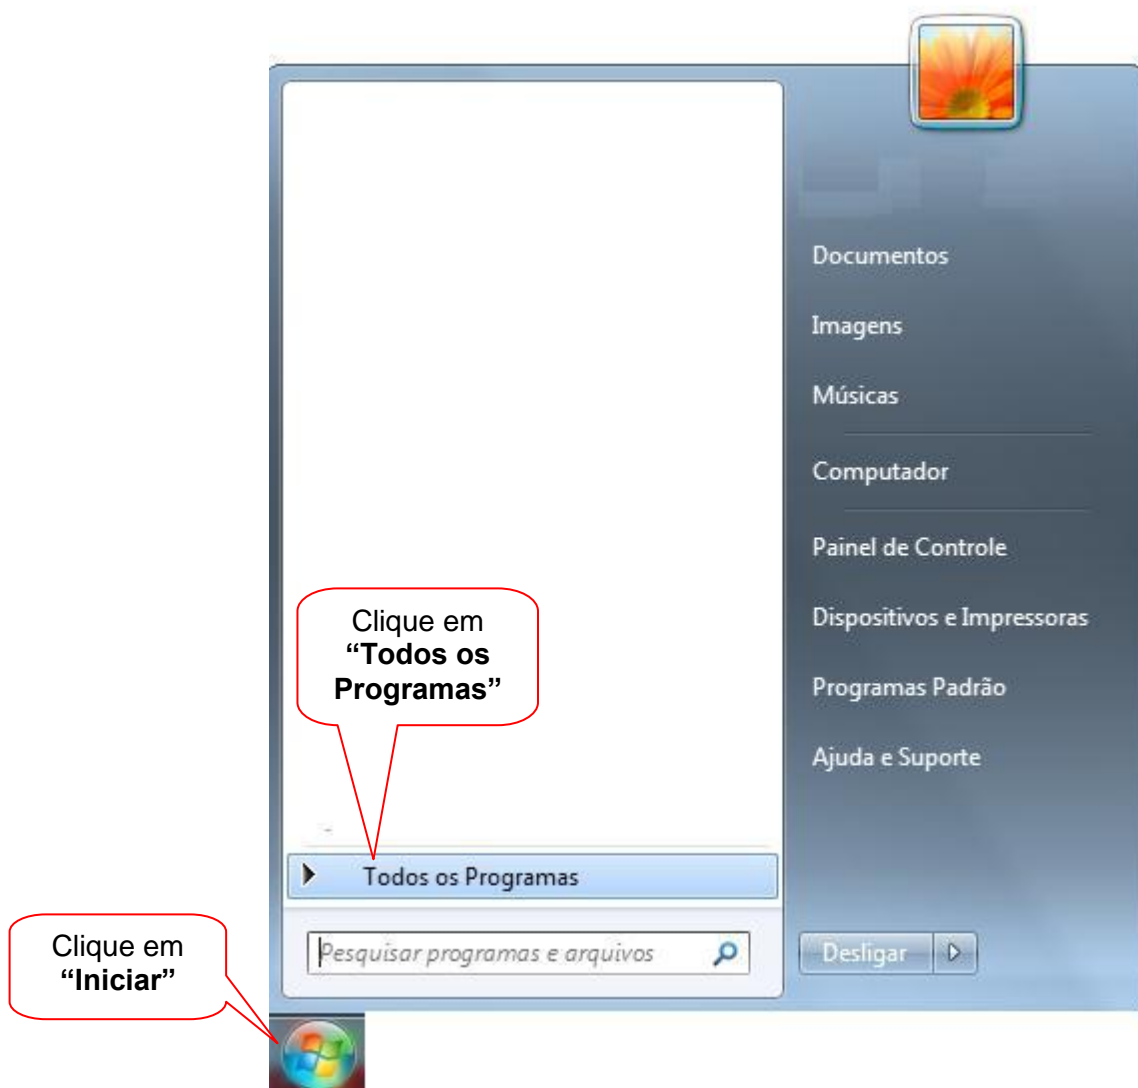 Documentos
Imagens
Músicas
Computador
Painel de Controle
Dispositivos e Impressoras
Programas Padrão
Ajuda e Suporte
Clique em
“Todos os
Programas”
Todos os Programas
Pesquisar programas e arquivos
Desligar
Clique em
“Iniciar”